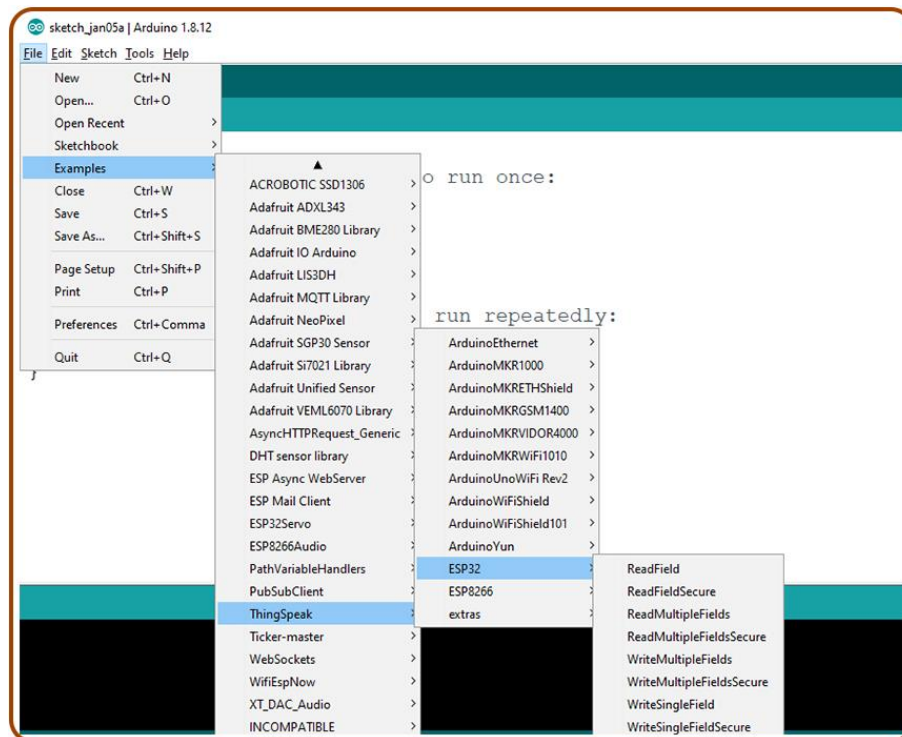 sketch_jan05a | Arduino 1.8.12
File Edit Sketch Tools Help
New Ctrl+N
Open... Ctrl+O
Open Recent
Sketchbook
Examples
Close Ctrl+W
Save Ctrl+S
Save As... Ctrl+Shift+S
Page Setup Ctrl+Shift+P
Print Ctrl+P
Preferences Ctrl+Comma
Quit Ctrl+Q
}
o run once:
run repeatedly:
ACROBOTIC SSD1306
Adafruit ADXL343
Adafruit BME280 Library
Adafruit IO Arduino
Adafruit LIS3DH
Adafruit MQTT Library
Adafruit NeoPixel
Adafruit SGP30 Sensor
Adafruit Si7021 Library
Adafruit Unified Sensor
Adafruit VEML6070 Library
AsyncHTTPRequest_Generic
DHT sensor library
ESP Async WebServer
ESP Mail Client
ESP32Servo
ESP8266Audio
PathVariableHandlers
PubSubClient
ThingSpeak
Ticker-master
WebSockets
WifiEspNow
XT_DAC_Audio
INCOMPATIBLE
ArduinoEthernet
ArduinoMKR1000
ArduinoMKRETHShield
ArduinoMKRGSM1400
ArduinoMKRVIDOR4000
ArduinoMKRWiFi1010
ArduinoUnoWiFi Rev2
ArduinoWiFiShield
ArduinoWiFiShield101
ArduinoYun
ESP32
ESP8266
extras
ReadField
ReadFieldSecure
ReadMultipleFields
ReadMultipleFieldsSecure
WriteMultipleFields
WriteMultipleFieldsSecure
WriteSingleField
WriteSingleFieldSecure